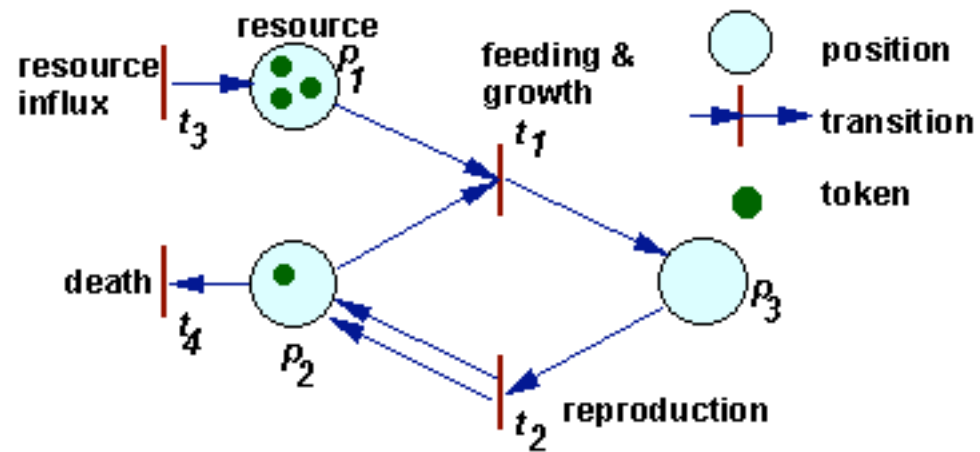 resource
p1
resource
influx
t3
feeding &
growth
t1
position
transition
token
death
t4
p2
p3
t2
reproduction